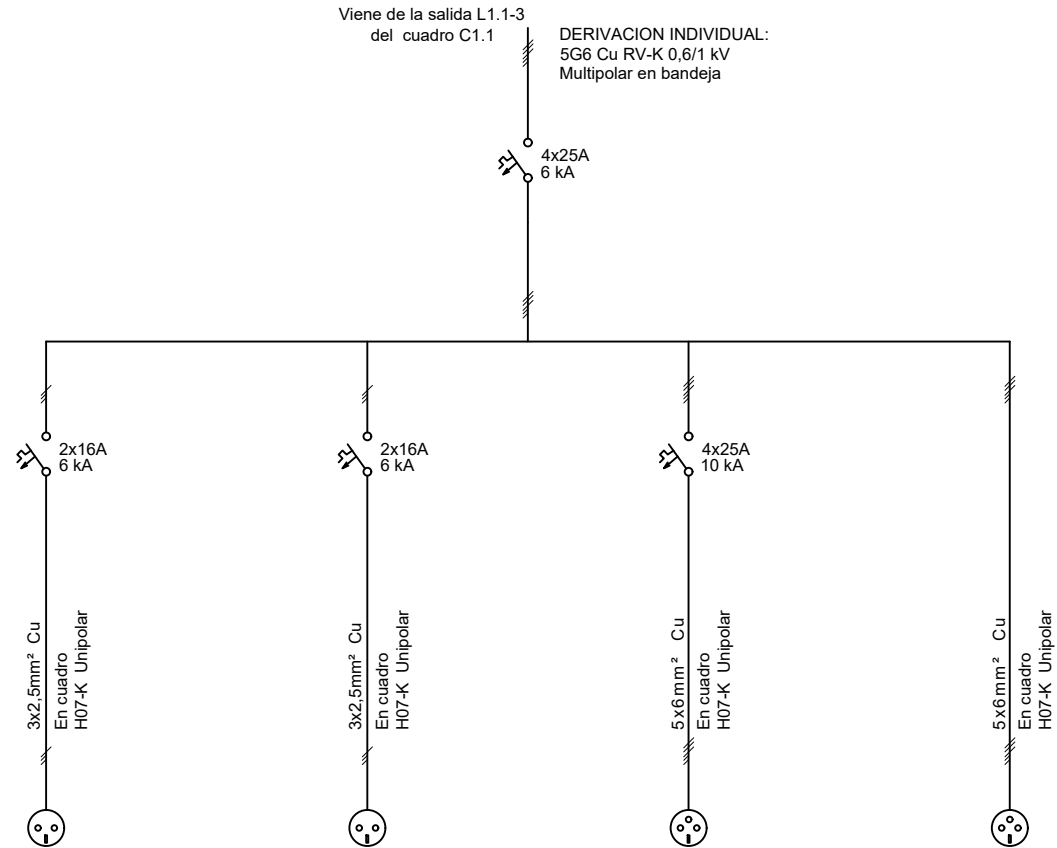 Viene de la salida L1.1-3
del cuadro C1.1
DERIVACION INDIVIDUAL:
5G6 Cu RV-K 0,6/1 kV
Multipolar en bandeja
4x25A
6 kA
2x16A
6 kA
2x16A
6 kA
4x25A
10 kA
3x2,5mm² Cu
En cuadro
H07-K Unipolar
3x2,5mm² Cu
En cuadro
H07-K Unipolar
5x6mm² Cu
En cuadro
H07-K Unipolar
5x6mm² Cu
En cuadro
H07-K Unipolar